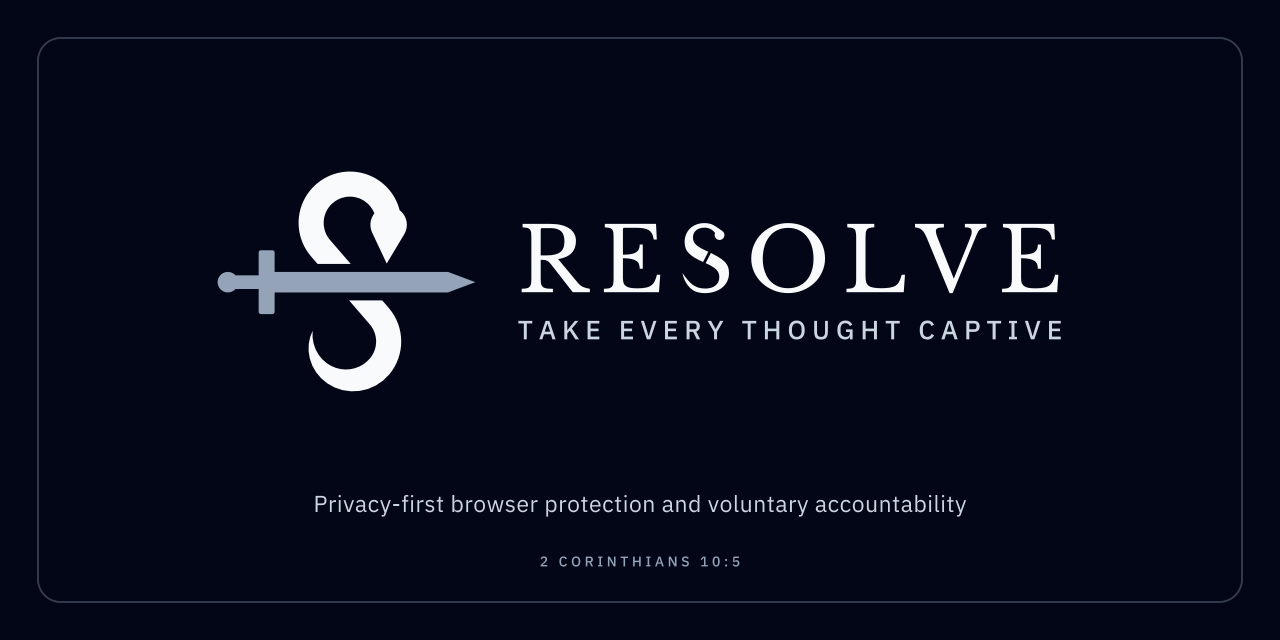 RESOLVE
TAKE EVERY THOUGHT CAPTIVE
Privacy-first browser protection and voluntary accountability
2 CORINTHIANS 10:5